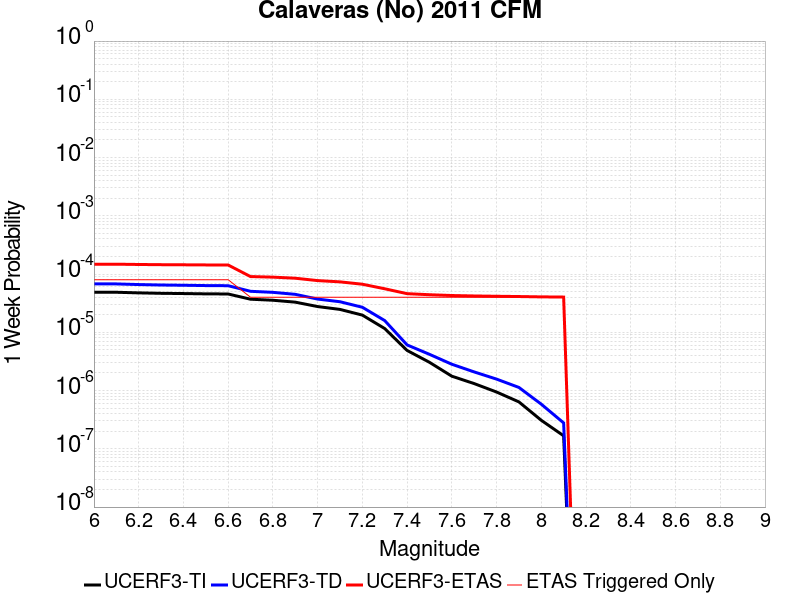 Calaveras (No) 2011 CFM
10 0
10 -1
10 -2
10 -3
10 -4
10 -5
10 -6
10 -7
10 -8
1 Week Probability
6 6.2 6.4 6.6 6.8 7 7.2 7.4 7.6 7.8 8 8.2 8.4 8.6 8.8 9
Magnitude
UCERF3-TI UCERF3-TD UCERF3-ETAS ETAS Triggered Only